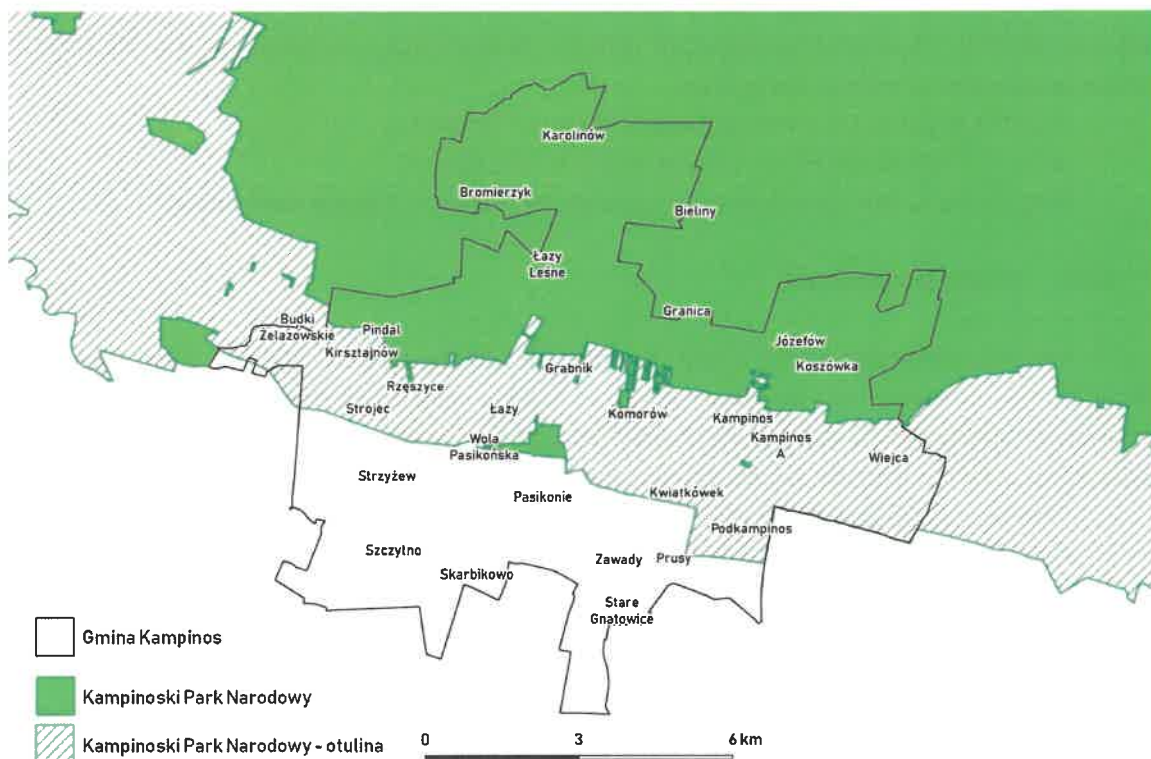 Karolinów
Bromierzyk
Bieliny
Łazy
Leśne
Granica
Budki
Żelazowskie
Pindal
Kirsztajnów
Józefów
Koszówka
Grabnik
Rzęszyce
Strojec
Łazy
Komorów
Kampinos
Kampinos
A
Wola
Pasikońska
Wiejca
Strzyżew
Pasikonie
Kwiatkówek
Podkampinos
Szczytno
Skarbikowo
Zawady
Prusy
Stare
Gnatowice
Gmina Kampinos
Kampinoski Park Narodowy
Kampinoski Park Narodowy - otulina
0 3 6 km